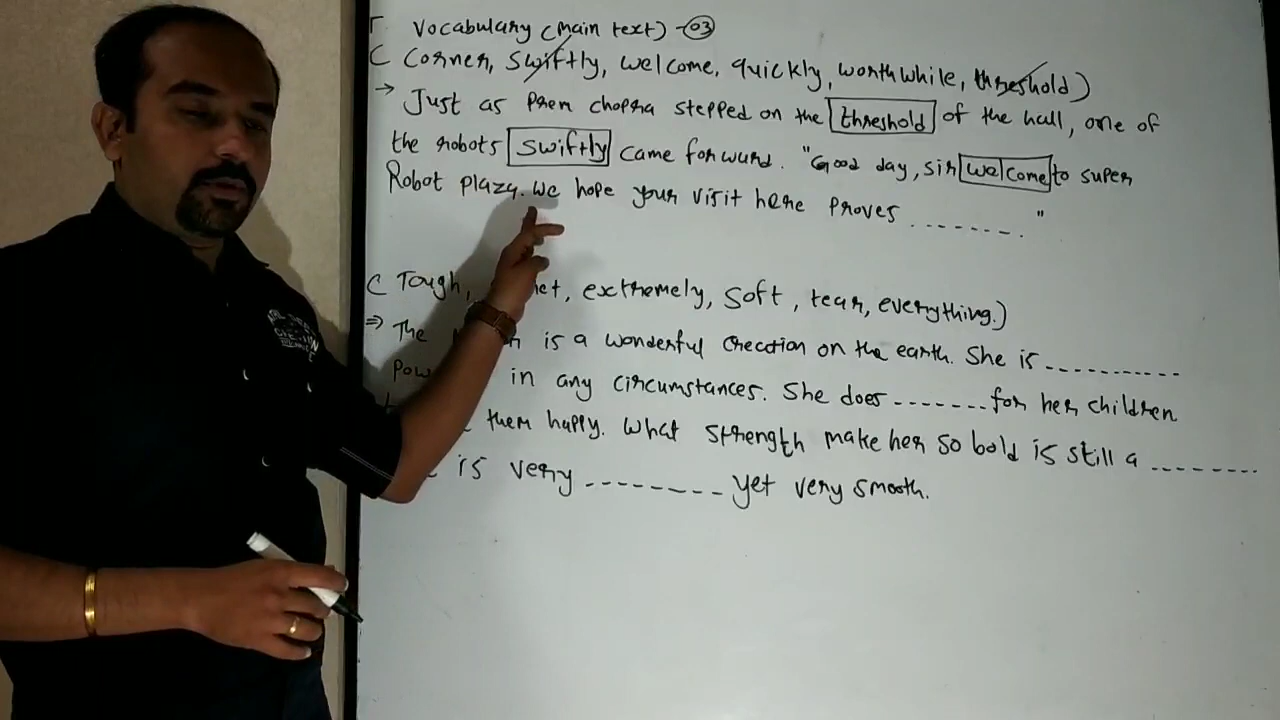 Vocabulary (Main text) - 03
( Corner, swiftly, welcome, quickly, worthwhile, threshold)
→ Just as Prem chopra stepped on the threshold of the hall, one of
the robots swiftly came forward. "Good day, sir welcome to super
Robot plaza. We hope your visit here proves ........ "
( Tough, extremely, soft, tear, everything.)
⇒ The is a wonderful creation on the earth. She is -----------
in any circumstances. She does ------- for her children
them happy. What strength make her so bold is still a --------
is very -------- yet very smooth.